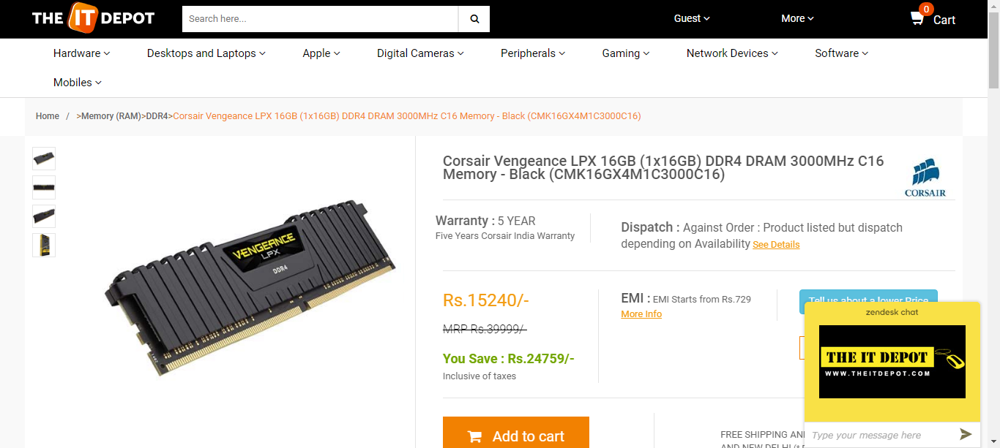 THE IT DEPOT
Search here...
Guest
More
0
Cart
Hardware
Desktops and Laptops
Apple
Digital Cameras
Peripherals
Gaming
Network Devices
Software
Mobiles
Home / >Memory (RAM)>DDR4>Corsair Vengeance LPX 16GB (1x16GB) DDR4 DRAM 3000MHz C16 Memory - Black (CMK16GX4M1C3000C16)
VENGEANCE
LPX
DDR4
Corsair Vengeance LPX 16GB (1x16GB) DDR4 DRAM 3000MHz C16
Memory - Black (CMK16GX4M1C3000C16)
CORSAIR
Warranty : 5 YEAR
Five Years Corsair India Warranty
Dispatch : Against Order : Product listed but dispatch
depending on Availability See Details
Rs.15240/-
MRP Rs.39999/-
You Save : Rs.24759/-
Inclusive of taxes
EMI : EMI Starts from Rs.729
More Info
Tell us about a lower Price
zendesk chat
THE IT DEPOT
WWW.THEITDEPOT.COM
Type your message here
Add to cart
FREE SHIPPING
AND NEW DELHI